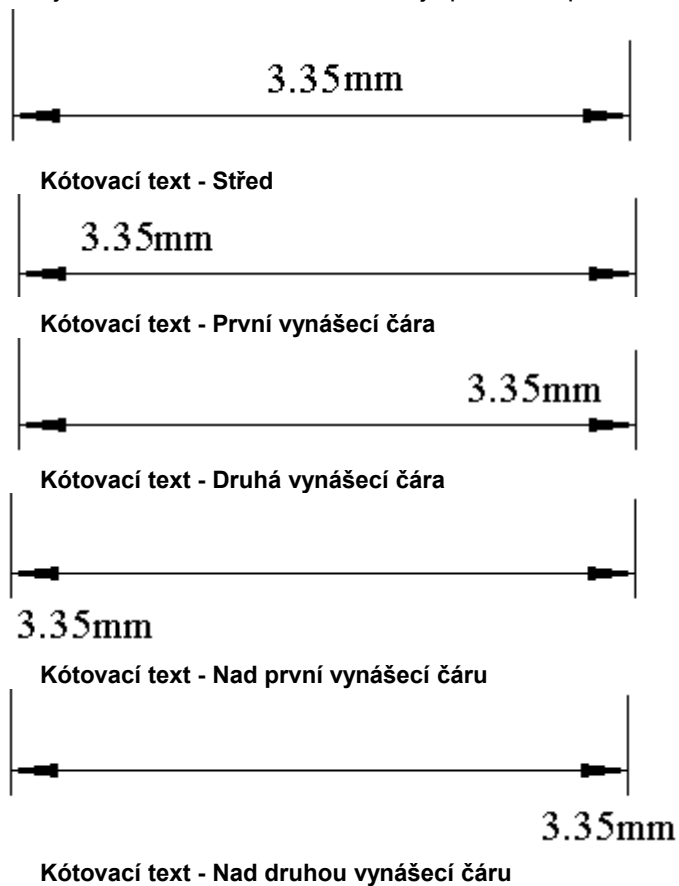 3.35mm
Kótovací text - Střed
3.35mm
Kótovací text - První vynášecí čára
3.35mm
Kótovací text - Druhá vynášecí čára
3.35mm
Kótovací text - Nad první vynášecí čáru
3.35mm
Kótovací text - Nad druhou vynášecí čáru